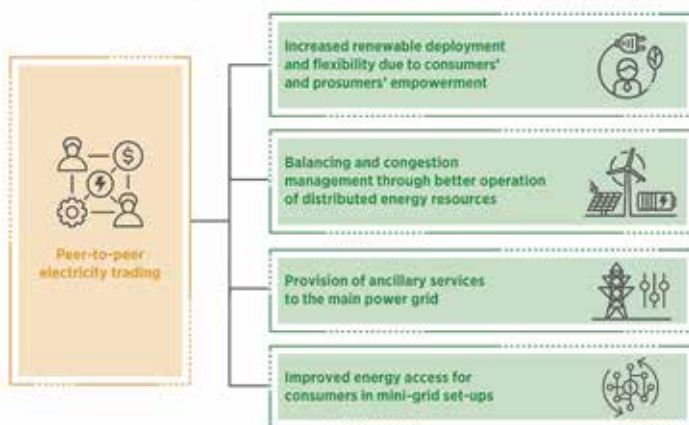 Peer-to-peer
electricity trading
Increased renewable deployment
and flexibility due to consumers'
and prosumers' empowerment
Balancing and congestion
management through better operation
of distributed energy resources
Provision of ancillary services
to the main power grid
Improved energy access for
consumers in mini-grid set-ups
$